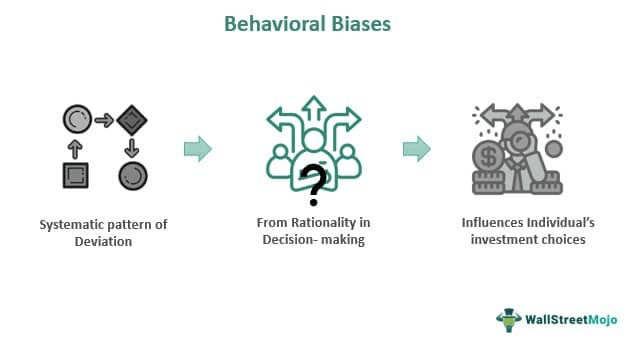 Behavioral Biases
$
?
Systematic pattern of
Deviation
From Rationality in
Decision- making
Influences Individual's
investment choices
WallStreetMojo